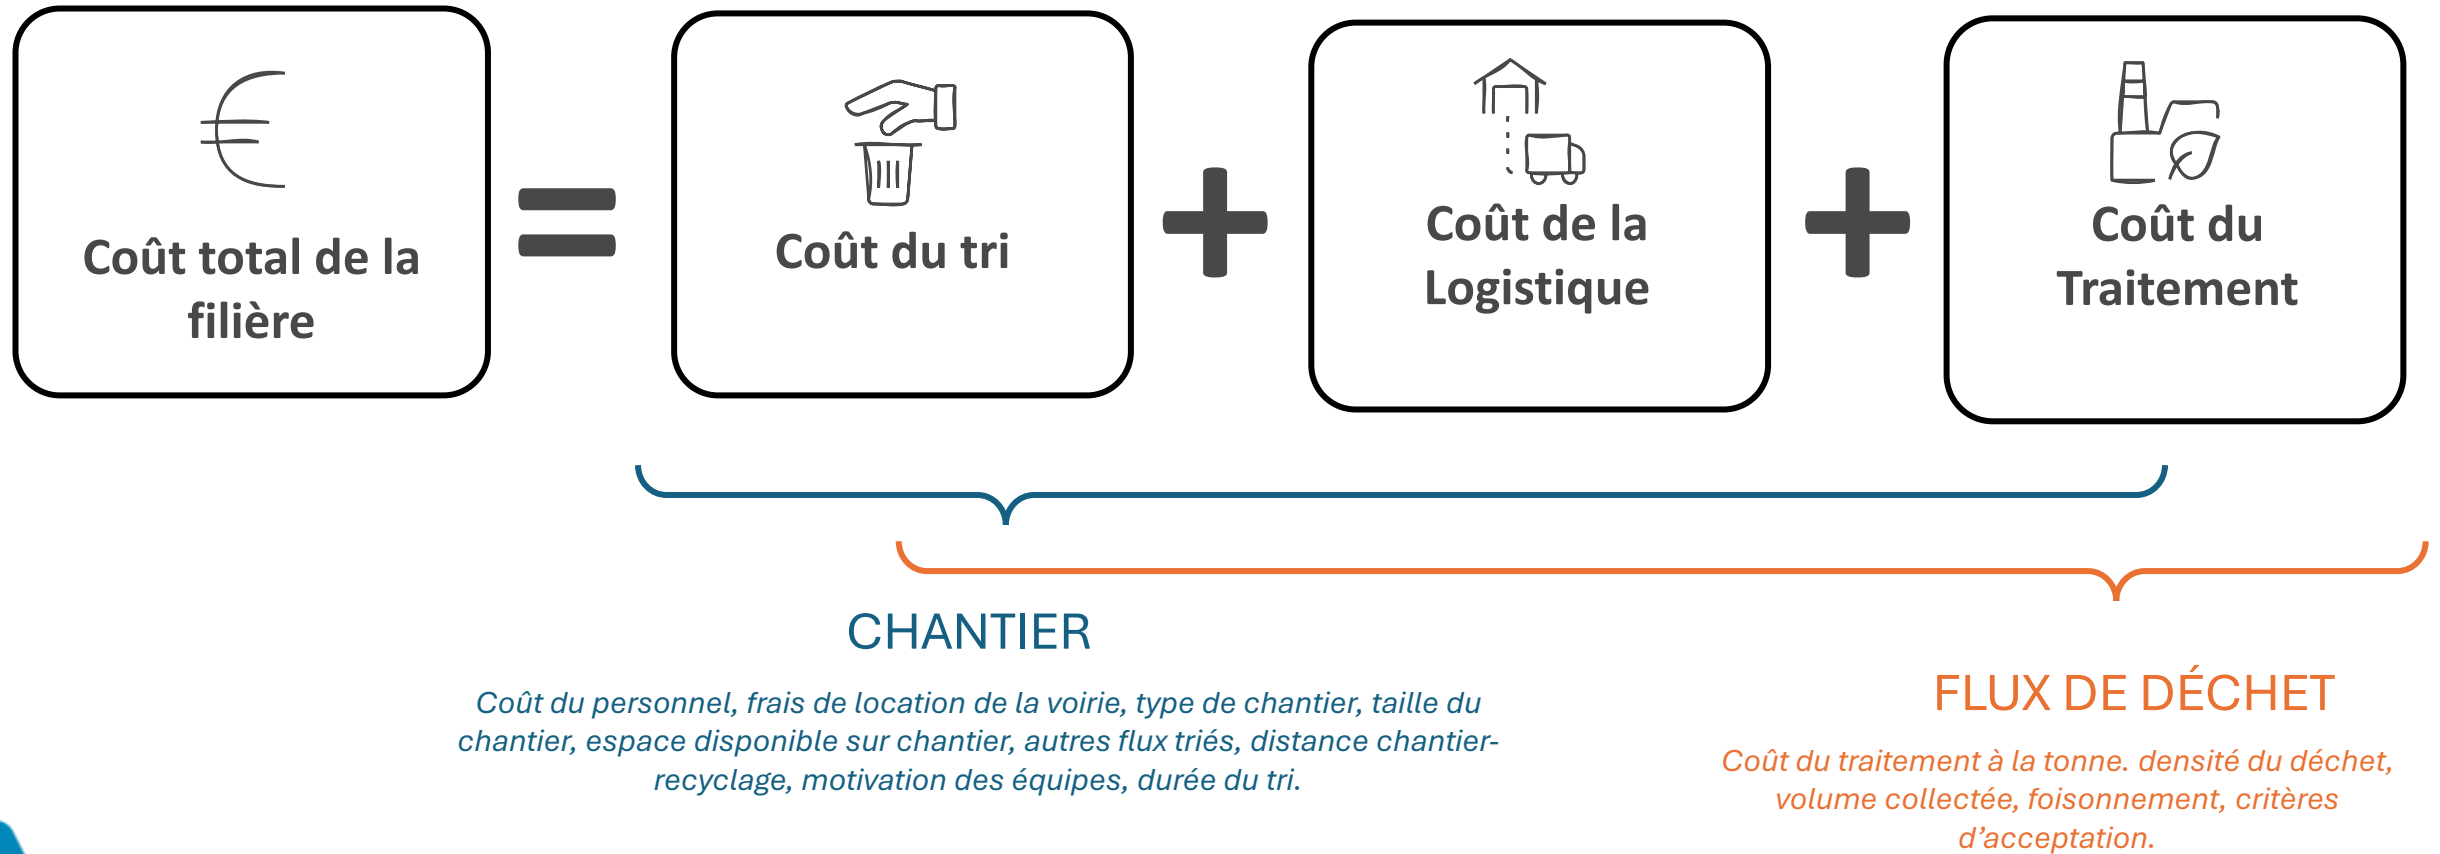 Coût total de la
filière
=
Coût du tri
+
Coût de la
Logistique
+
Coût du
Traitement
CHANTIER
Coût du personnel, frais de location de la voirie, type de chantier, taille du
chantier, espace disponible sur chantier, autres flux triés, distance chantier-
recyclage, motivation des équipes, durée du tri.
FLUX DE DÉCHET
Coût du traitement à la tonne. densité du déchet,
volume collectée, foisonnement, critères
d’acceptation.